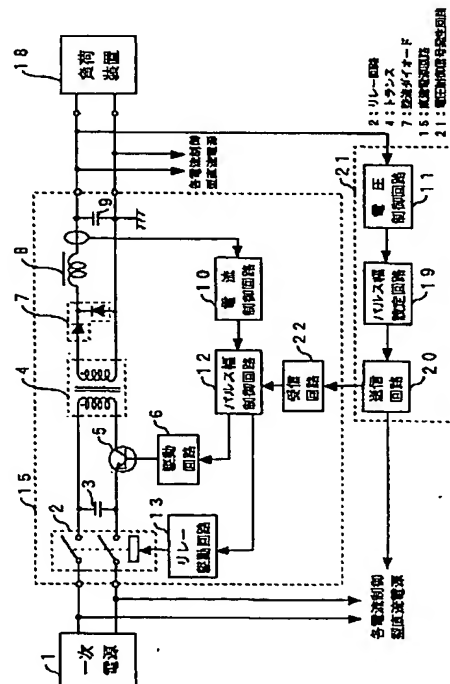 1
一次
電源
各電流制御
型直流電源
15
2
3
13
リレー
駆動回路
5
6
駆動
回路
4
7
8
9
12
パルス幅
制御回路
10
電流
制御回路
22
受信
回路
20
送信
回路
19
パルス幅
設定回路
11
電圧
制御回路
21
各電流制御
型直流電源
18
負荷
装置
2:リレー回路
4:トランス
7:整流ダイオード
15:直流電源回路
21:電圧制御信号発生回路